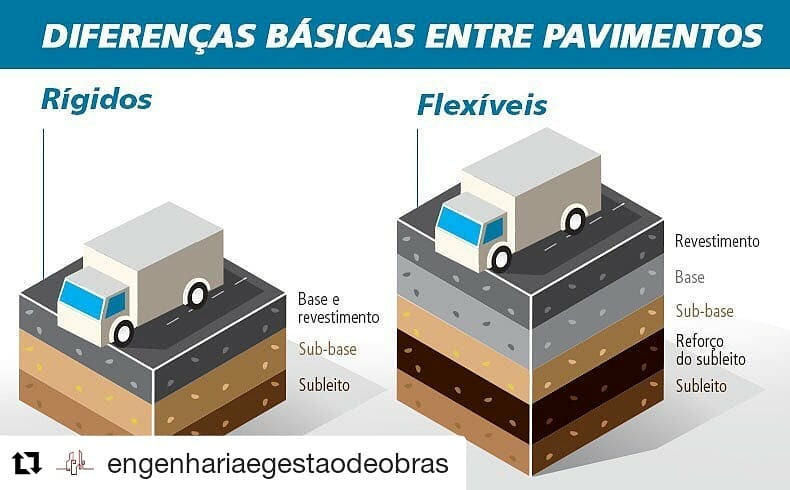 DIFERENÇAS BÁSICAS ENTRE PAVIMENTOS
Rígidos
Base e
revestimento
Sub-base
Subleito
Flexíveis
Revestimento
Base
Sub-base
Reforço
do subleito
Subleito
engenhariaegestaodeobras